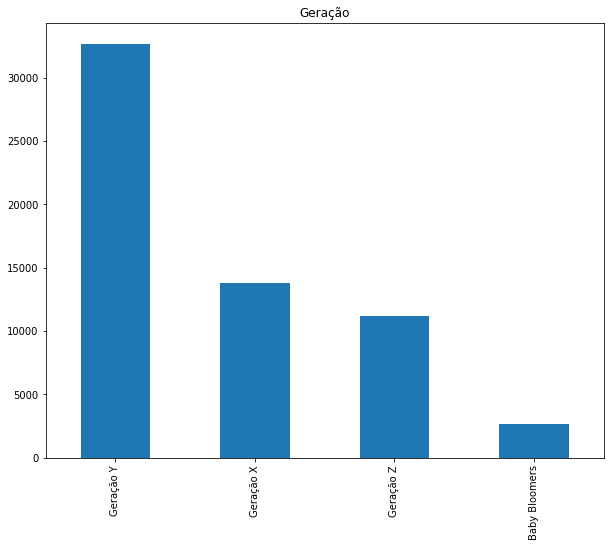 Geração
30000
25000
20000
15000
10000
5000
0
Geração Y
Geração X
Geração Z
Baby Bloomers